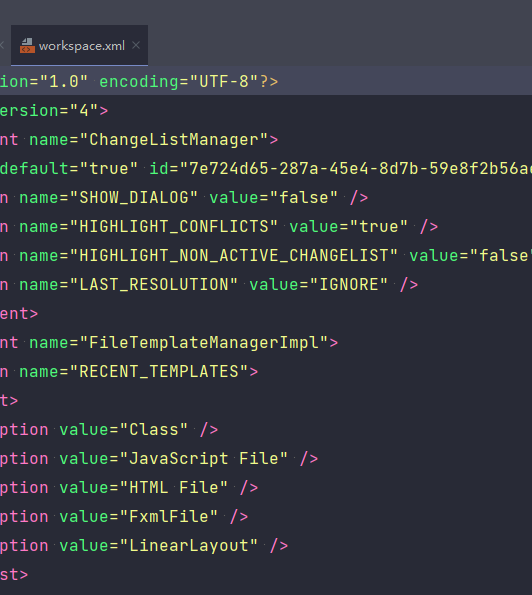 workspace.xml
ion="1.0" encoding="UTF-8"?>
ersion="4">
nt name="ChangeListManager">
default="true" id="7e724d65-287a-45e4-8d7b-59e8f2b56a
n name="SHOW_DIALOG" value="false" />
n name="HIGHLIGHT_CONFLICTS" value="true" />
n name="HIGHLIGHT_NON_ACTIVE_CHANGELIST" value="false"
n name="LAST_RESOLUTION" value="IGNORE" />
ent>
nt name="FileTemplateManagerImpl">
n name="RECENT_TEMPLATES">
t>
ption value="Class" />
ption value="JavaScript File" />
ption value="HTML File" />
ption value="FxmlFile" />
ption value="LinearLayout" />
st>